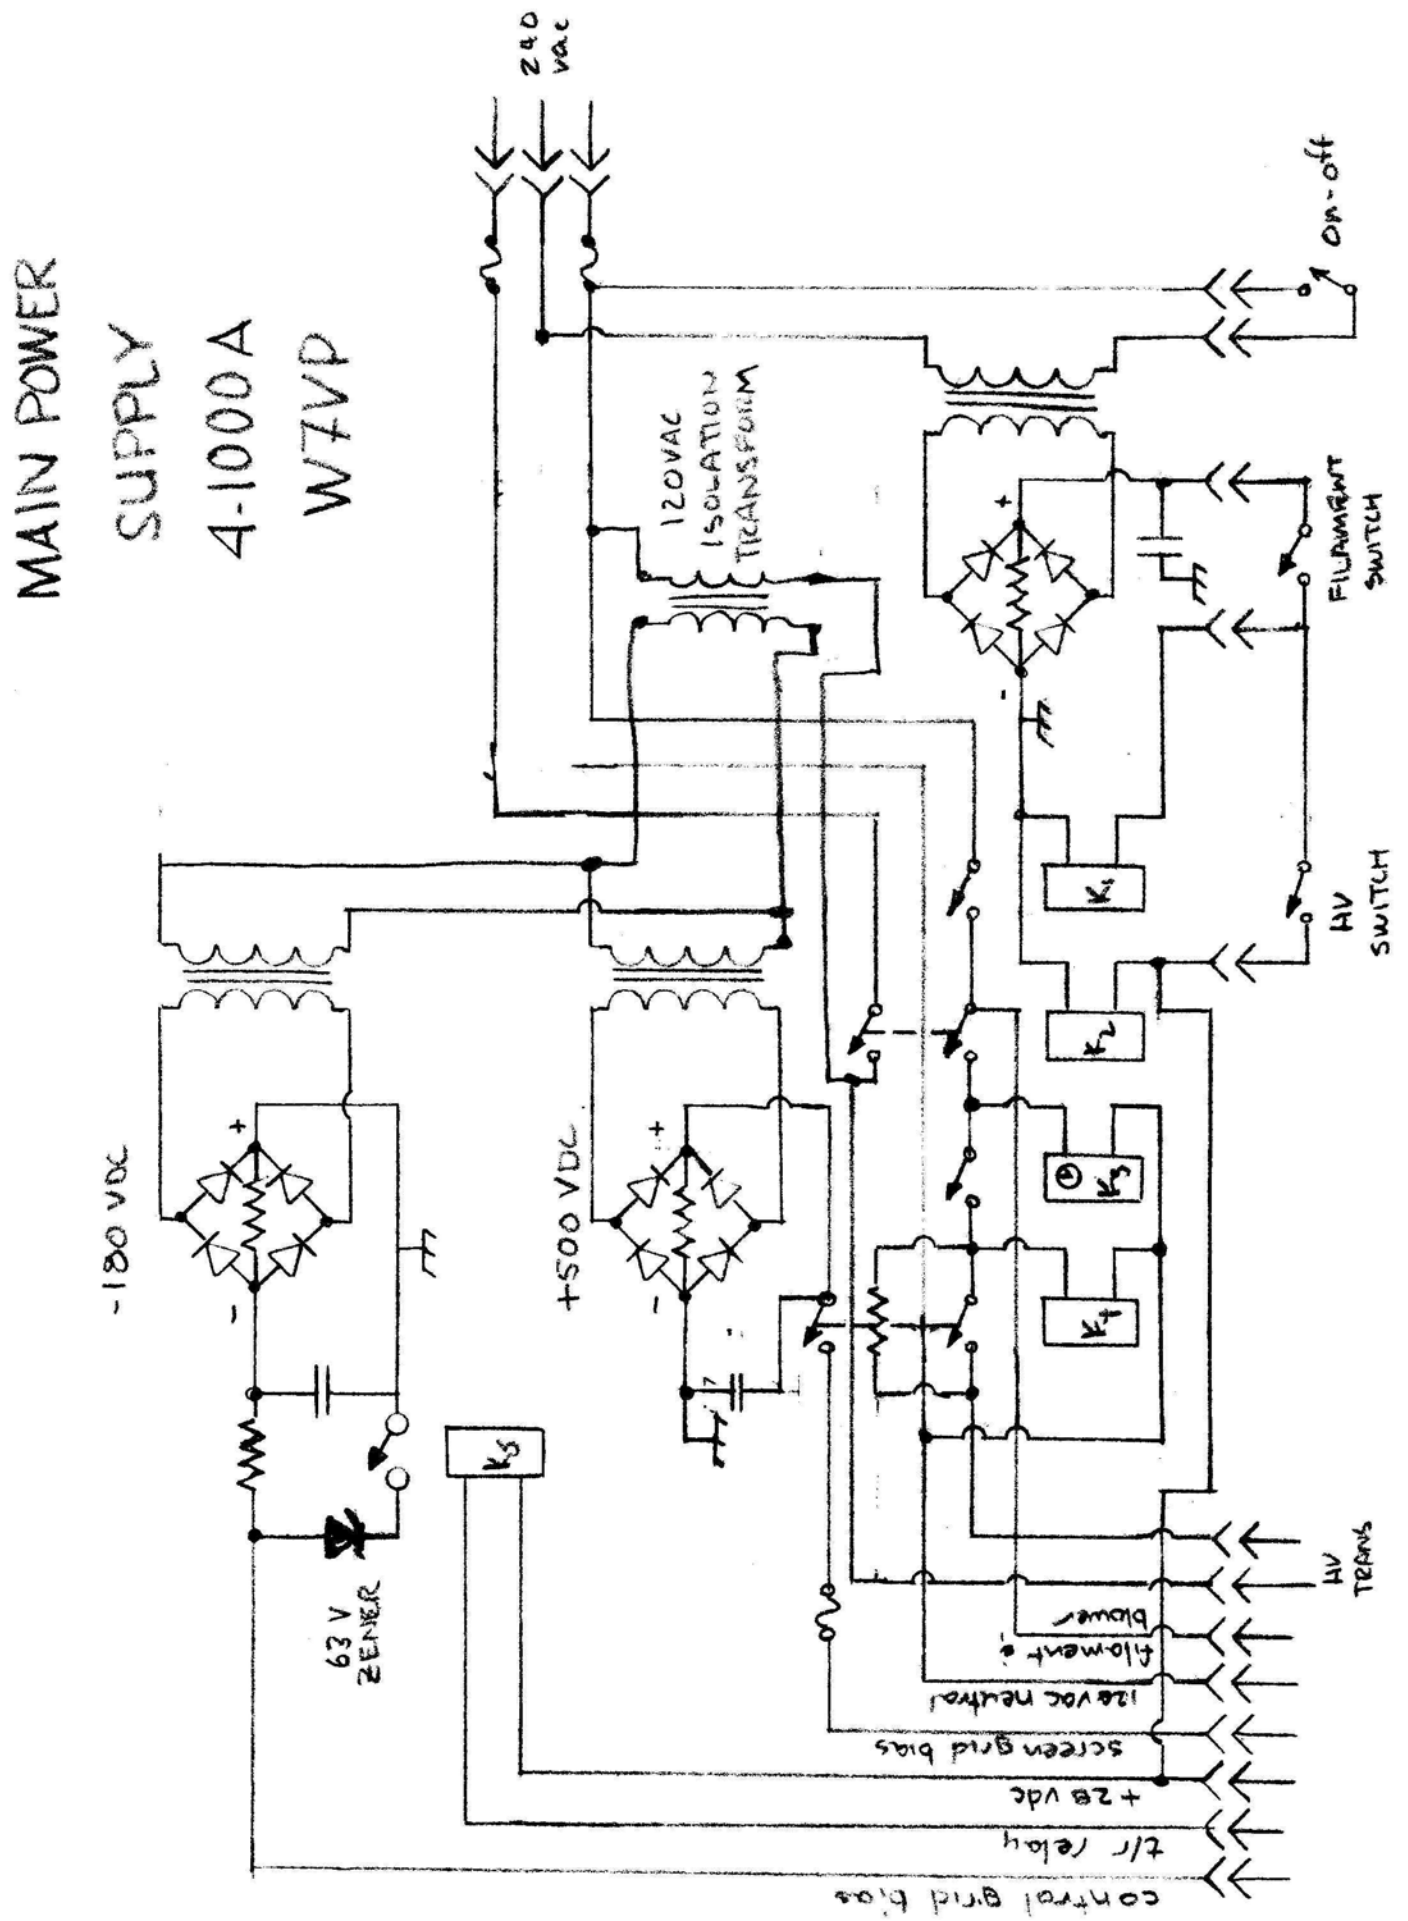 MAIN POWER
SUPPLY
4-1000A
W7VP
240
vac
on-off
120VAC
ISOLATION
TRANSFORM
+
-
FILAMENT
SWITCH
HV
SWITCH
K1
K2
K3
K4
K5
-180 VDC
+
-
+500 VDC
+
-
63 V
ZENER
HV
TRANS
filament &
blower
120 vac neutral
screen grid bias
+28 vdc
t/r relay
control grid bias